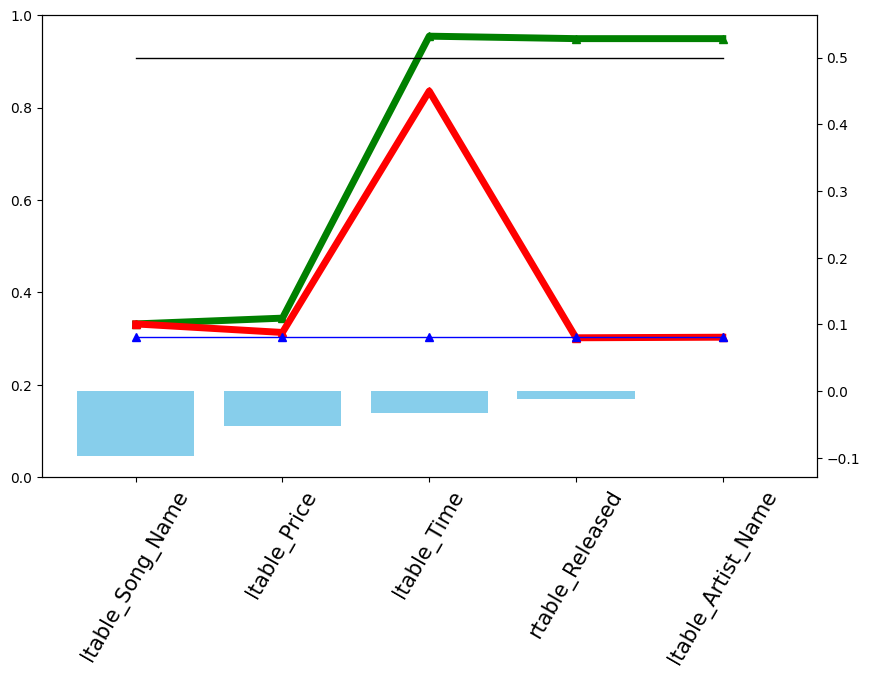 1.0
0.8
0.6
0.4
0.2
0.0
0.5
0.4
0.3
0.2
0.1
0.0
−0.1
ltable_Song_Name
ltable_Price
ltable_Time
rtable_Released
ltable_Artist_Name